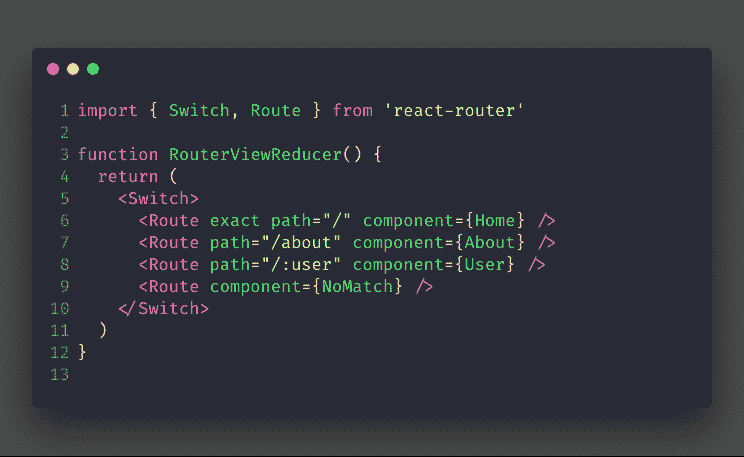 1 import { Switch, Route } from 'react-router'
2
3 function RouterViewReducer() {
4   return (
5     <Switch>
6       <Route exact path="/" component={Home} />
7       <Route path="/about" component={About} />
8       <Route path="/:user" component={User} />
9       <Route component={NoMatch} />
10     </Switch>
11   )
12 }
13